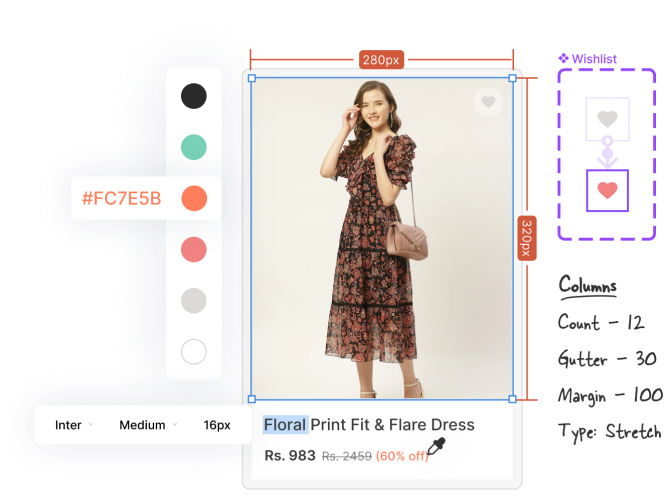 280px
Wishlist
#FC7E5B
320px
Columns
Count - 12
Gutter - 30
Margin - 100
Type: Stretch
Inter Medium 16px
Floral Print Fit & Flare Dress
Rs. 983 Rs. 2459 (60% off)